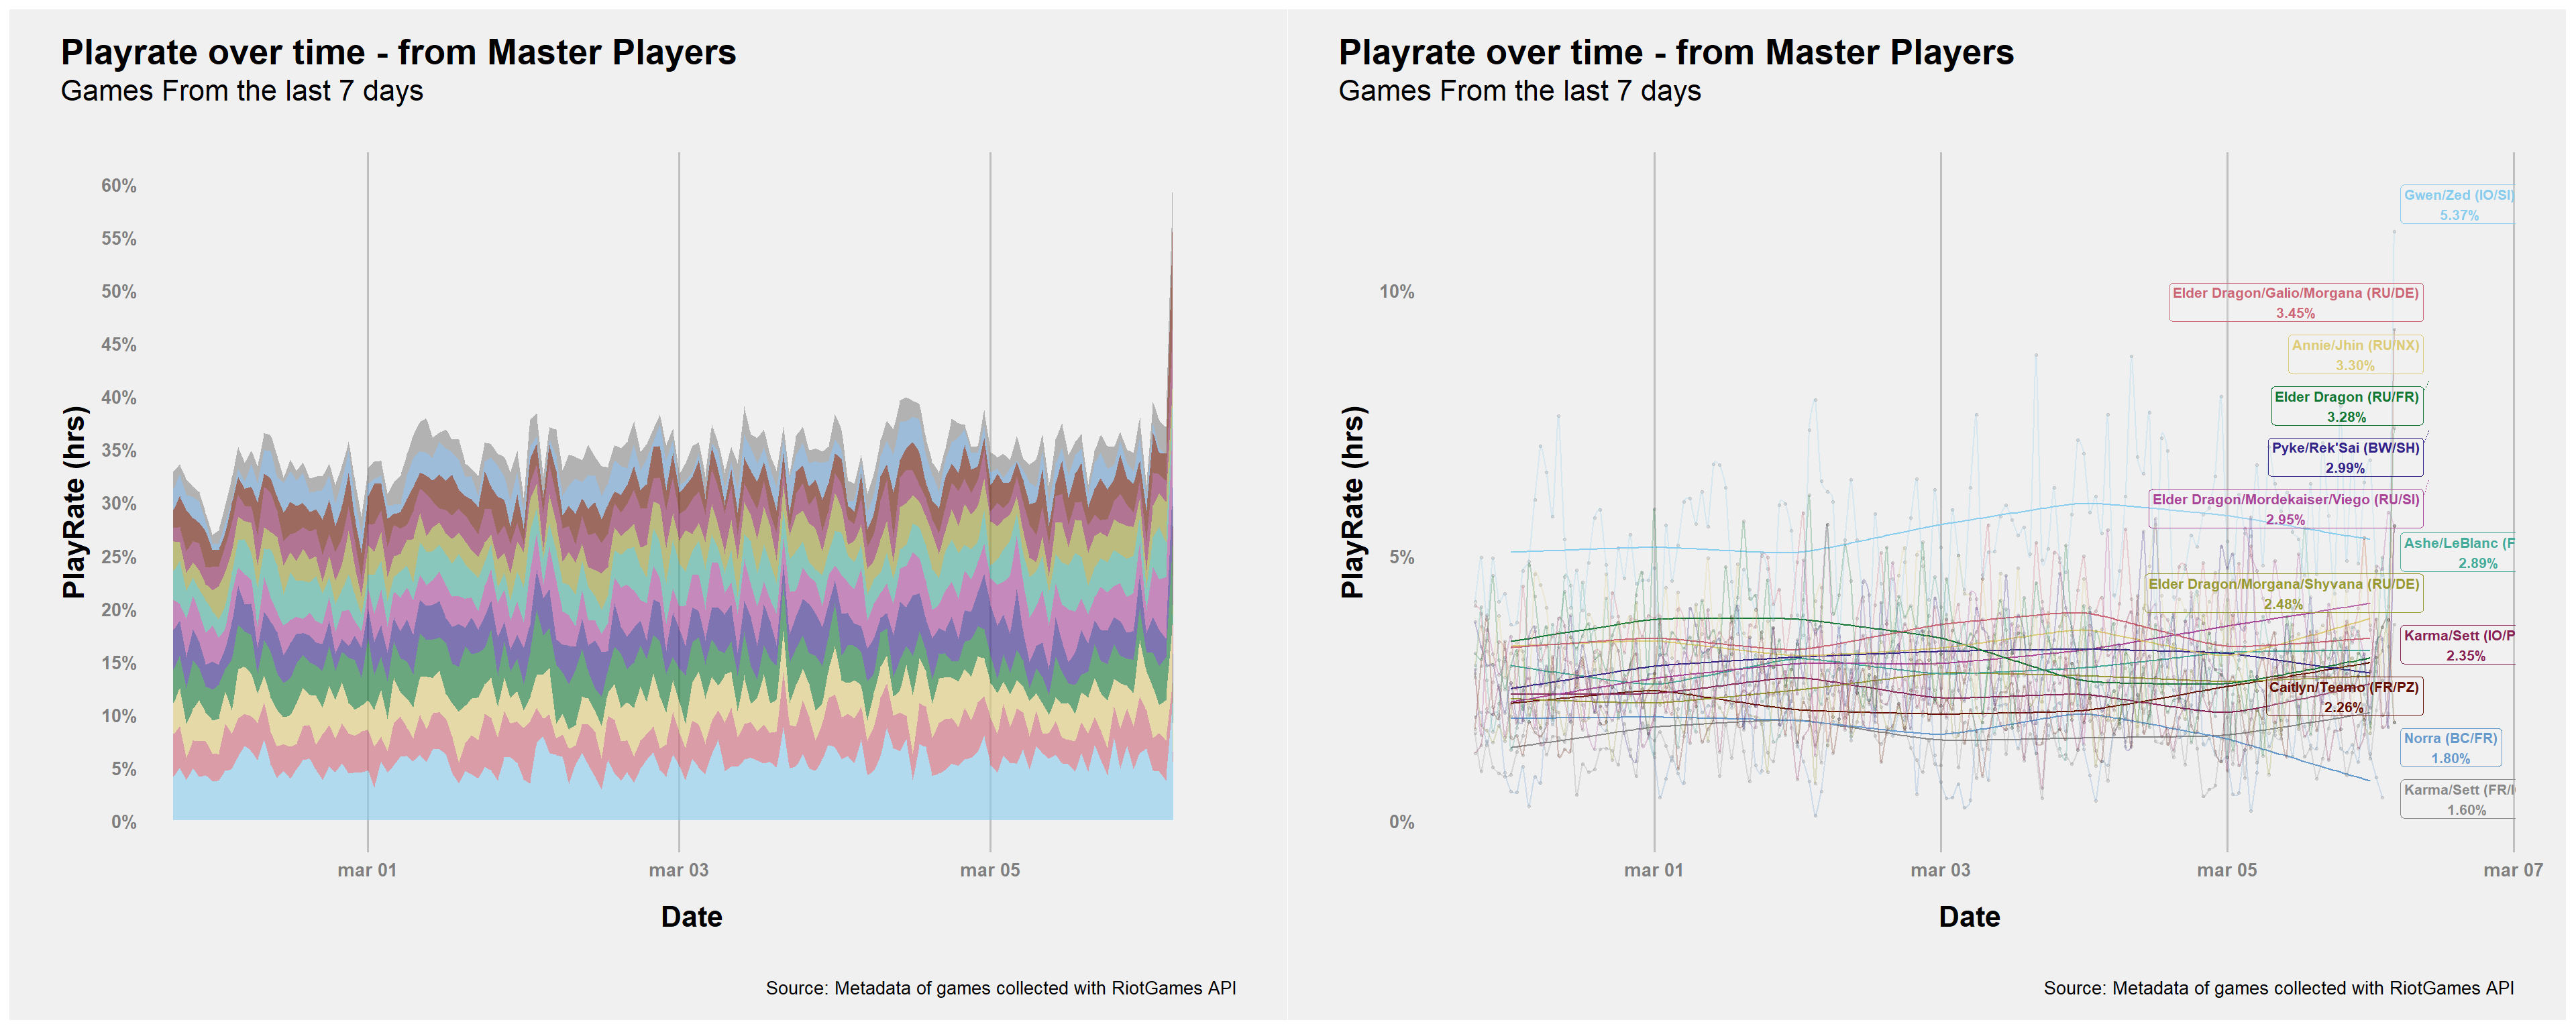 Playrate over time - from Master Players
Games From the last 7 days
PlayRate (hrs)
60%
55%
50%
45%
40%
35%
30%
25%
20%
15%
10%
5%
0%
mar 01
mar 03
mar 05
Date
Source: Metadata of games collected with RiotGames API
Playrate over time - from Master Players
Games From the last 7 days
PlayRate (hrs)
10%
5%
0%
Gwen/Zed (IO/SI)
5.37%
Elder Dragon/Galio/Morgana (RU/DE)
3.45%
Annie/Jhin (RU/NX)
3.30%
Elder Dragon (RU/FR)
3.28%
Pyke/Rek'Sai (BW/SH)
2.99%
Elder Dragon/Mordekaiser/Viego (RU/SI)
2.95%
Ashe/LeBlanc (F
2.89%
Elder Dragon/Morgana/Shyvana (RU/DE)
2.48%
Karma/Sett (IO/P
2.35%
Caitlyn/Teemo (FR/PZ)
2.26%
Norra (BC/FR)
1.80%
Karma/Sett (FR/I
1.60%
mar 01
mar 03
mar 05
mar 07
Date
Source: Metadata of games collected with RiotGames API